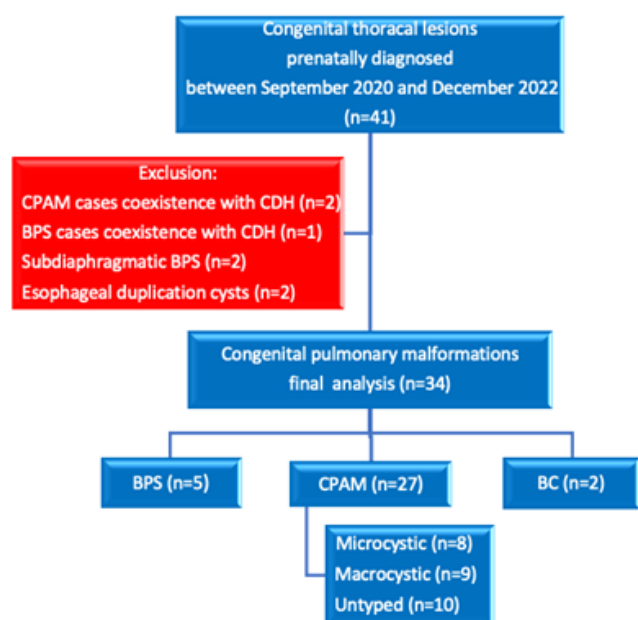 Congenital thoracal lesions
prenatally diagnosed
between September 2020 and December 2022
(n=41)
Exclusion:
CPAM cases coexistence with CDH (n=2)
BPS cases coexistence with CDH (n=1)
Subdiaphragmatic BPS (n=2)
Esophageal duplication cysts (n=2)
Congenital pulmonary malformations
final analysis (n=34)
BPS (n=5)
CPAM (n=27)
BC (n=2)
Microcystic (n=8)
Macrocystic (n=9)
Untyped (n=10)